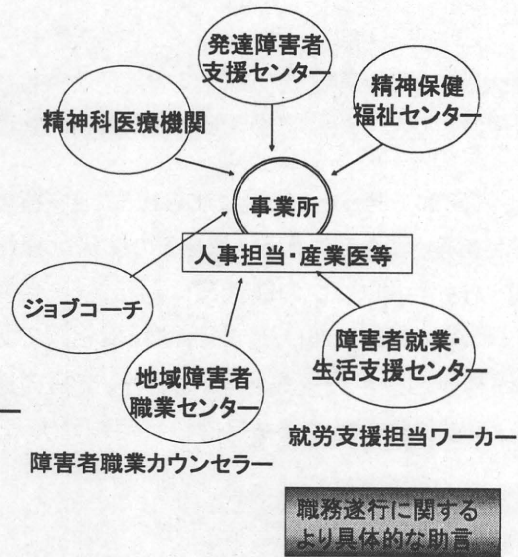 発達障害者
支援センター
精神保健
福祉センター
精神科医療機関
事業所
人事担当・産業医等
ジョブコーチ
障害者就業・
生活支援センター
地域障害者
職業センター
就労支援担当ワーカー
障害者職業カウンセラー
職務遂行に関する
より具体的な助言